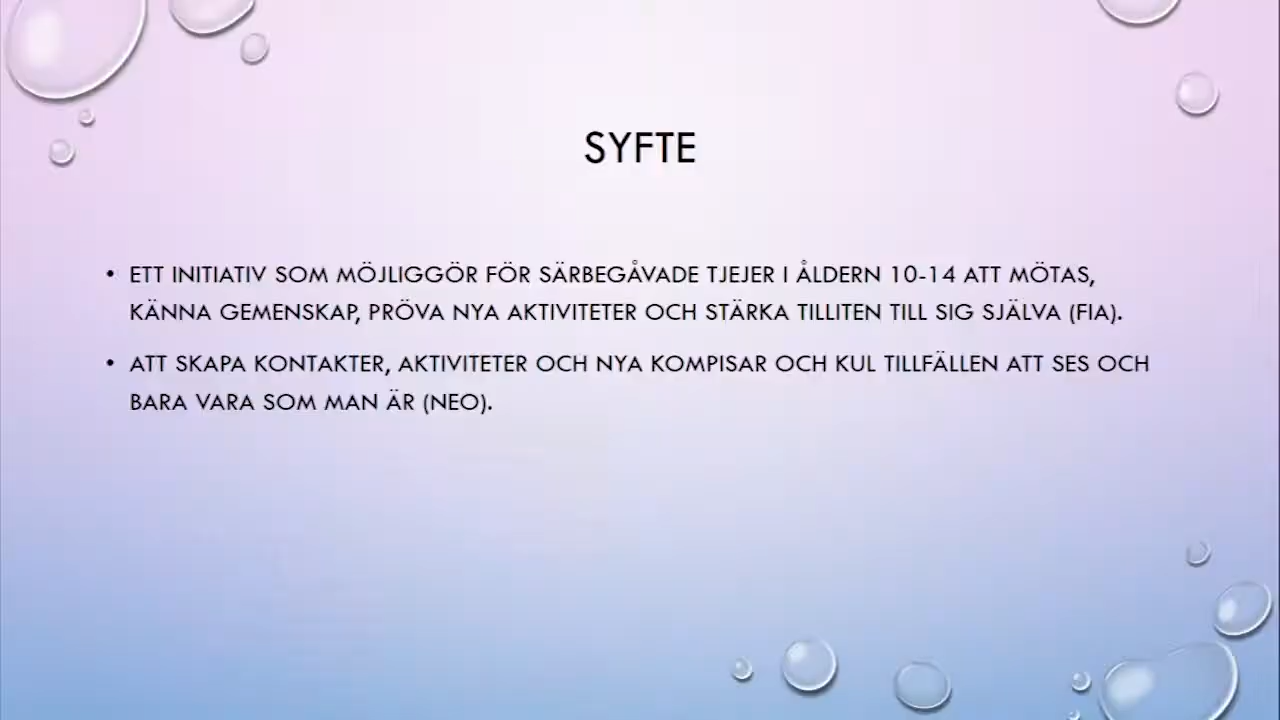 SYFTE
• ETT INITIATIV SOM MÖJLIGGÖR FÖR SÄRBEGÅVADE TJEJER I ÅLDERN 10-14 ATT MÖTAS,
KÄNNA GEMENSKAP, PRÖVA NYA AKTIVITETER OCH STÄRKA TILLITEN TILL SIG SJÄLVA (FIA).
• ATT SKAPA KONTAKTER, AKTIVITETER OCH NYA KOMPISAR OCH KUL TILLFÄLLEN ATT SES OCH
BARA VARA SOM MAN ÄR (NEO).